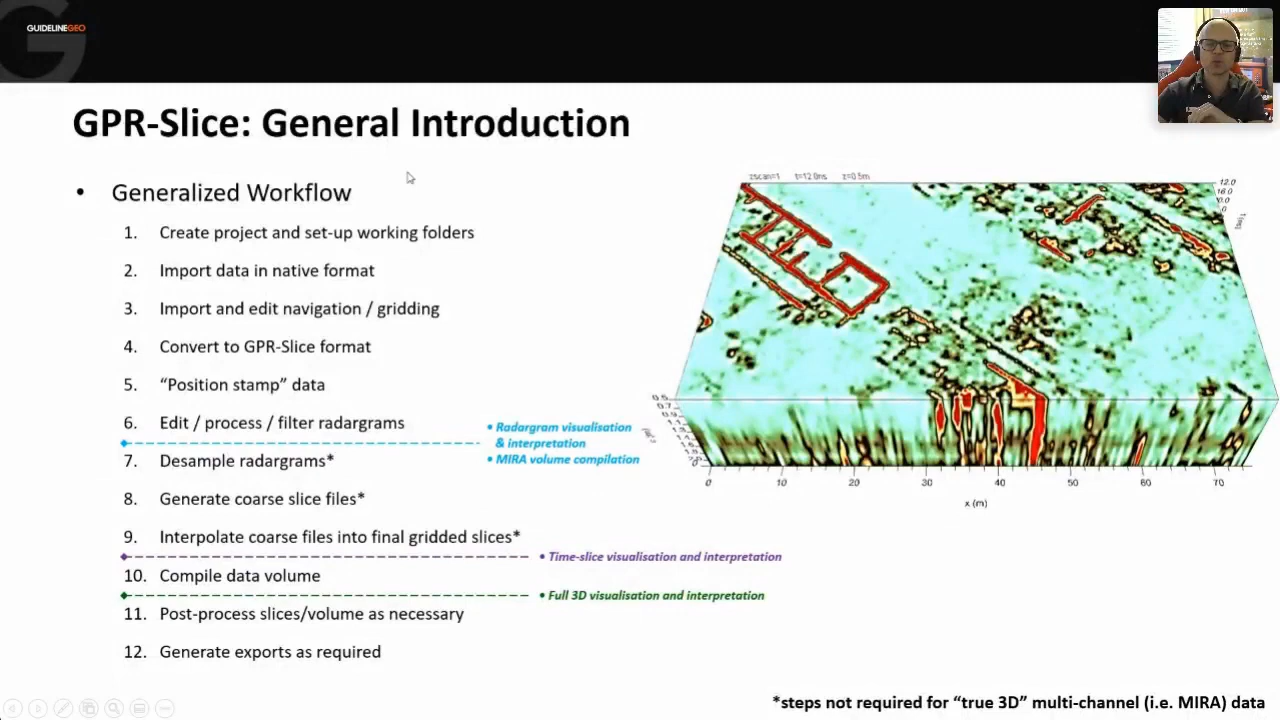 GUIDELINEGEO
GPR-Slice: General Introduction
• Generalized Workflow
1. Create project and set-up working folders
2. Import data in native format
3. Import and edit navigation / gridding
4. Convert to GPR-Slice format
5. “Position stamp” data
6. Edit / process / filter radargrams
• Radargram visualisation
& interpretation
• MIRA volume compilation
7. Desample radargrams*
8. Generate coarse slice files*
9. Interpolate coarse files into final gridded slices*
• Time-slice visualisation and interpretation
10. Compile data volume
• Full 3D visualisation and interpretation
11. Post-process slices/volume as necessary
12. Generate exports as required
zscan=1 t=12.0ns z=0.5m
12.0
16.0
0.5
0.7
0 10 20 30 40 50 60 70
x (m)
*steps not required for “true 3D” multi-channel (i.e. MIRA) data